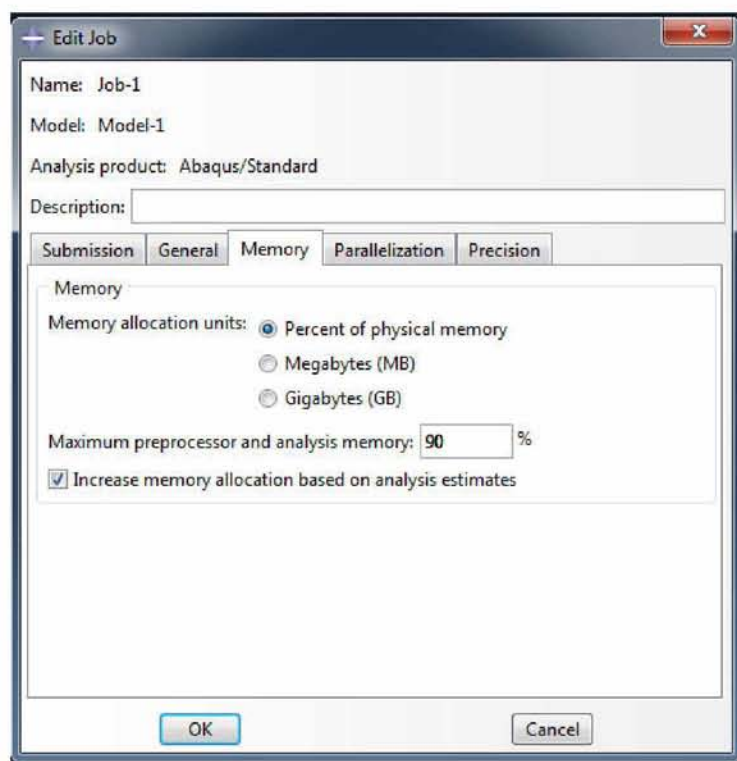 Edit Job
Name: Job-1
Model: Model-1
Analysis product: Abaqus/Standard
Description:
Submission General Memory Parallelization Precision
Memory
Memory allocation units: Percent of physical memory
Megabytes (MB)
Gigabytes (GB)
Maximum preprocessor and analysis memory: 90 %
Increase memory allocation based on analysis estimates
OK Cancel